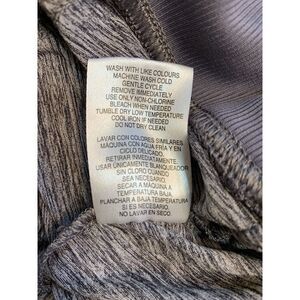 WASH WITH LIKE COLOURS
MACHINE WASH COLD
GENTLE CYCLE
REMOVE IMMEDIATELY
USE ONLY NON-CHLORINE
BLEACH WHEN NEEDED
TUMBLE DRY LOW TEMPERATURE
COOL IRON IF NEEDED
DO NOT DRY CLEAN
LAVAR CON COLORES SIMILARES
MÁQUINA CON AGUA FRÍA Y EN
CICLO DELICADO.
RETIRAR INMEDIATAMENTE.
USAR ÚNICAMENTE BLANQUEADOR
SIN CLORO CUANDO
SEA NECESARIO.
SECAR A MÁQUINA A
TEMPERATURA BAJA.
PLANCHAR A BAJA TEMPERATURA
SI ES NECESARIO.
NO LAVAR EN SECO.